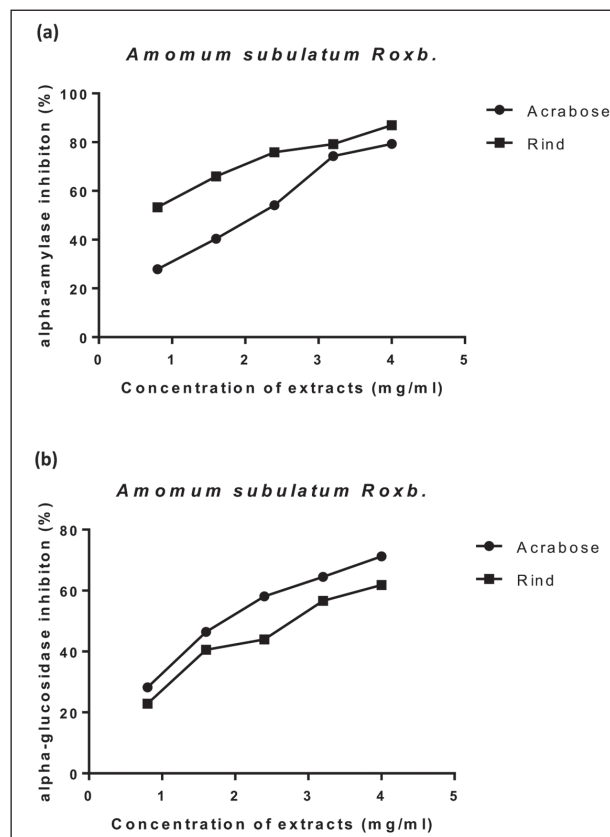 (a)
Amomum subulatum Roxb.
alpha-amylase inhibiton (%)
100
80
60
40
20
0
0 1 2 3 4 5
Concentration of extracts (mg/ml)
Acrabose
Rind
(b)
Amomum subulatum Roxb.
alpha-glucosidase inhibiton (%)
80
60
40
20
0
0 1 2 3 4 5
Concentration of extracts (mg/ml)
Acrabose
Rind